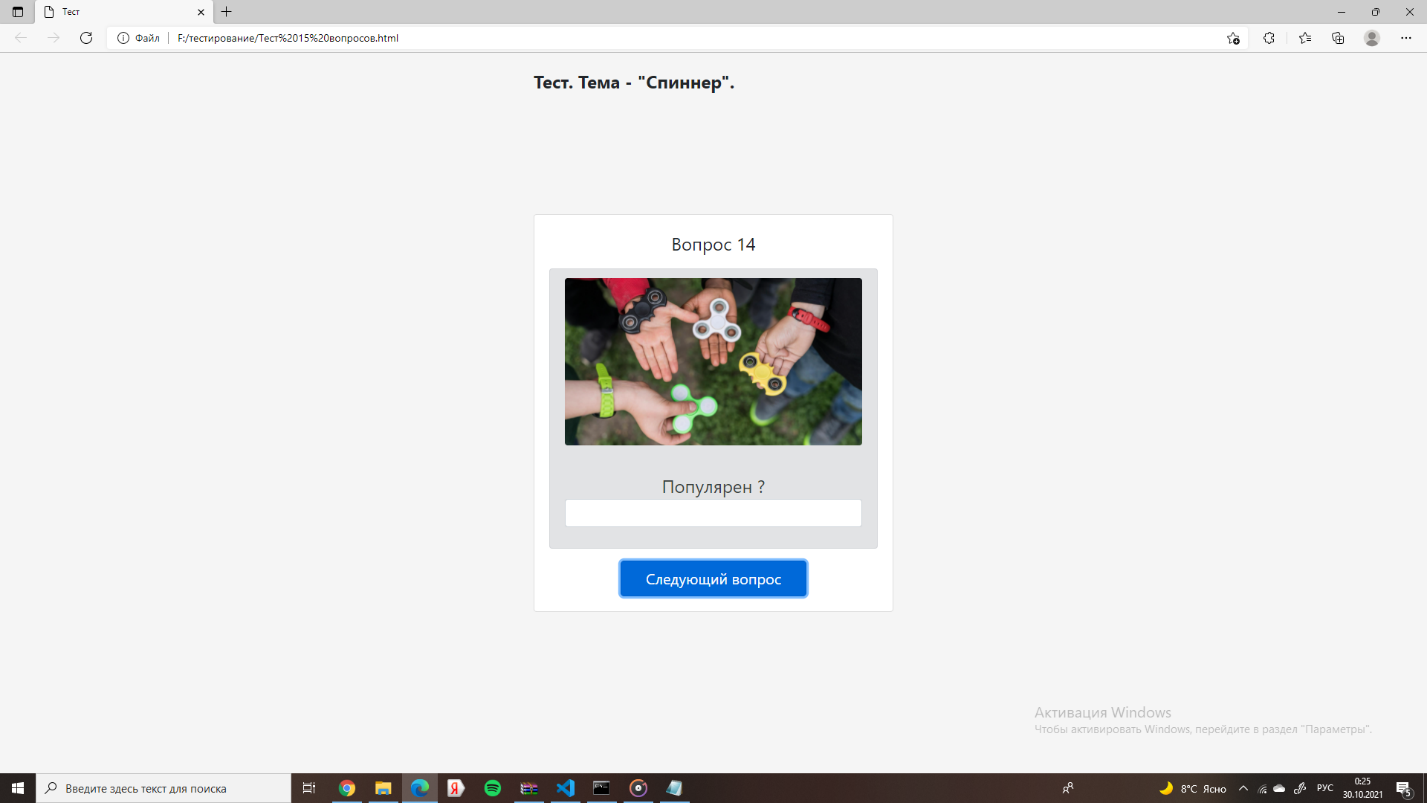 Тест
Файл
F:/тестирование/Тест%2015%20вопросов.html
Тест. Тема - "Спиннер".
Вопрос 14
Популярен ?
Следующий вопрос
Активация Windows
Чтобы активировать Windows, перейдите в раздел "Параметры".
Введите здесь текст для поиска
Я
8°C Ясно
РУС
0:25
30.10.2021
5